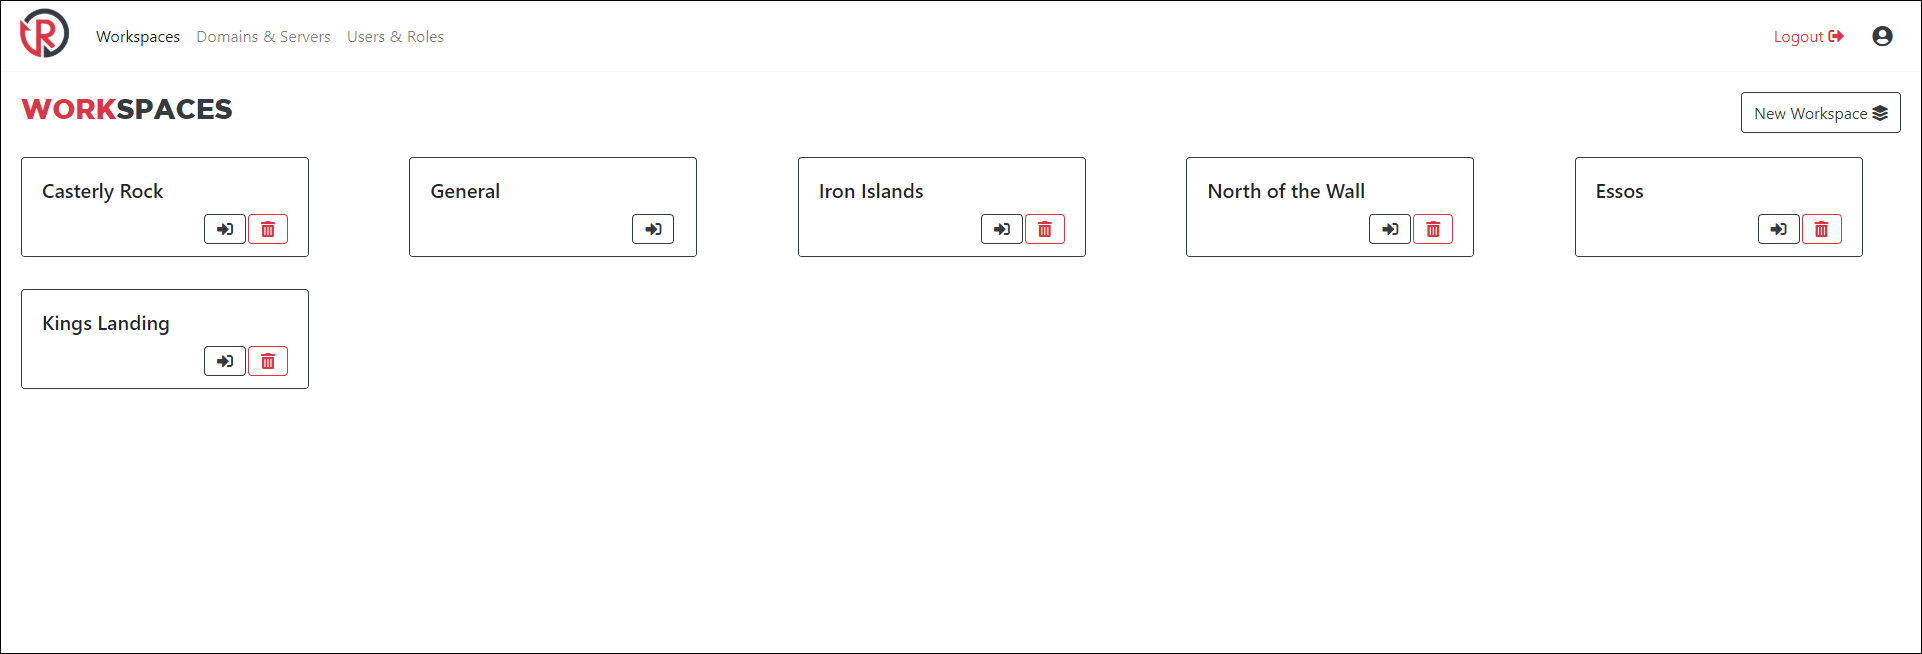 R
Workspaces Domains & Servers Users & Roles Logout
WORKSPACES
New Workspace
Casterly Rock
General
Iron Islands
North of the Wall
Essos
Kings Landing